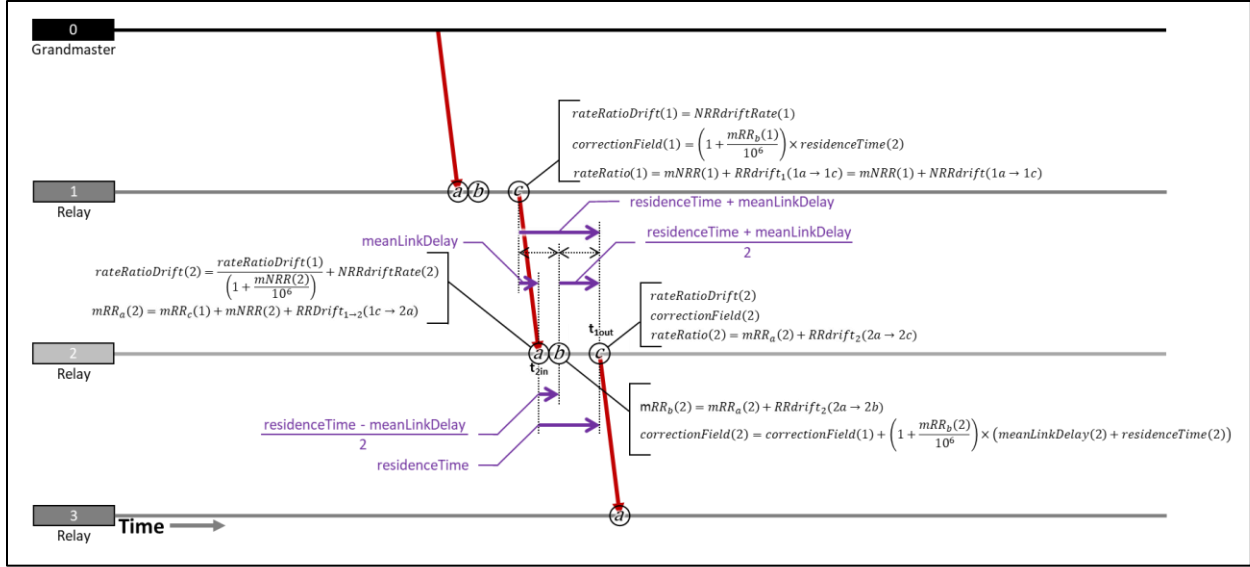 0
Grandmaster
rateRatioDrift(1) = NRRdriftRate(1)
correctionField(1) = (1 + mRR_b(1)/10^6) × residenceTime(2)
rateRatio(1) = mNRR(1) + RRdrift_1(1a → 1c) = mNRR(1) + NRRdrift(1a → 1c)
1
Relay
a b c
residenceTime + meanLinkDelay
meanLinkDelay
residenceTime + meanLinkDelay
2
rateRatioDrift(2) = rateRatioDrift(1)/(1 + mNRR(2)/10^6) + NRRdriftRate(2)
mRR_a(2) = mRR_c(1) + mNRR(2) + RRDrift_1→2(1c → 2a)
rateRatioDrift(2)
correctionField(2)
rateRatio(2) = mRR_a(2) + RRdrift_2(2a → 2c)
t1out
2
Relay
a b c
t2in
mRR_b(2) = mRR_a(2) + RRdrift_2(2a → 2b)
correctionField(2) = correctionField(1) + (1 + mRR_b(2)/10^6) × (meanLinkDelay(2) + residenceTime(2))
residenceTime - meanLinkDelay
2
residenceTime
3
Relay
Time
a